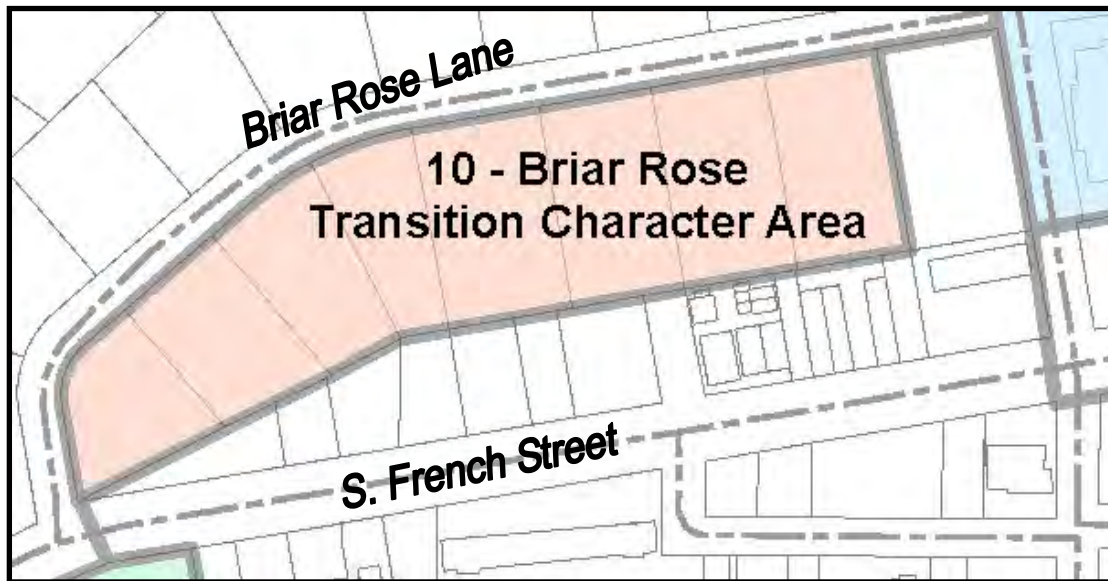 Briar Rose Lane
10 - Briar Rose
Transition Character Area
S. French Street